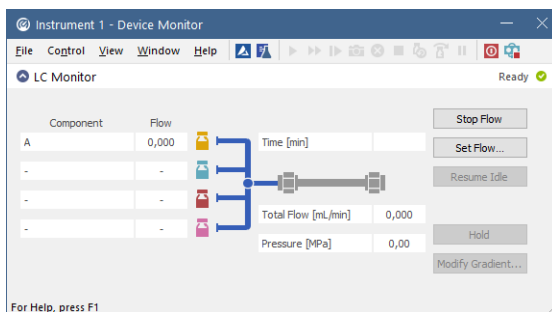 Instrument 1 - Device Monitor
File Control View Window Help
LC Monitor Ready
Component Flow Stop Flow
A 0,000 Time [min] Set Flow...
- - Resume Idle
- -
Total Flow [mL/min] 0,000
- - Hold
Pressure [MPa] 0,00
Modify Gradient...
For Help, press F1